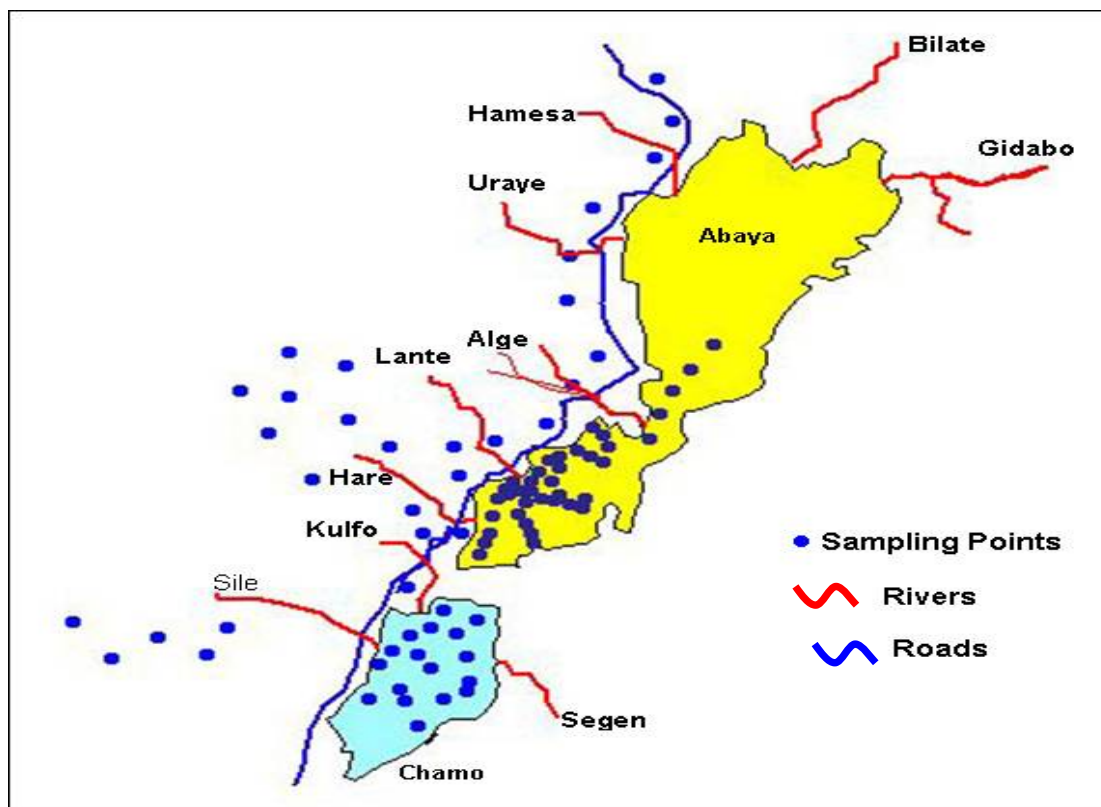 Bilate
Hamesa
Gidabo
Uraye
Abaya
Alge
Lante
Hare
Kulfo
Sampling Points
Sile
Rivers
Roads
Segen
Chamo